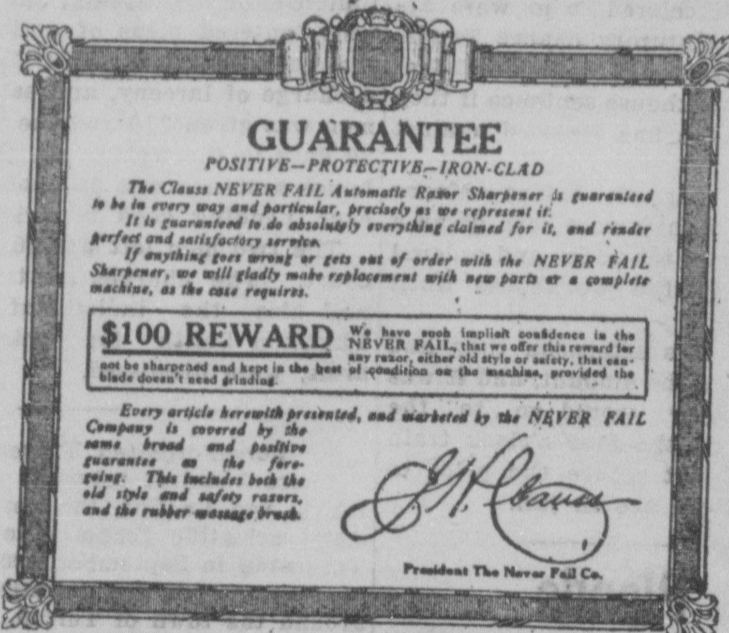 GUARANTEE
POSITIVE—PROTECTIVE—IRON-CLAD
The Clauss NEVER FAIL Automatic Razor Sharpener is guaranteed
to be in every way and particular, precisely as we represent it.
It is guaranteed to do absolutely everything claimed for it, and render
perfect and satisfactory service.
If anything goes wrong or gets out of order with the NEVER FAIL
Sharpener, we will gladly make replacement with new parts or a complete
machine, as the case requires.
$100 REWARD We have such implicit confidence in the
NEVER FAIL, that we offer this reward for
any razor, either old style or safety, that can-
not be sharpened and kept in the best of condition on the machine, provided the
blade doesn't need grinding.
Every article herewith presented, and marketed by the NEVER FAIL
Company is covered by the
same broad and positive
guarantee as the fore-
going. This includes both the
old style and safety razors,
and the rubber massage brush.
Clauss
President The Never Fail Co.